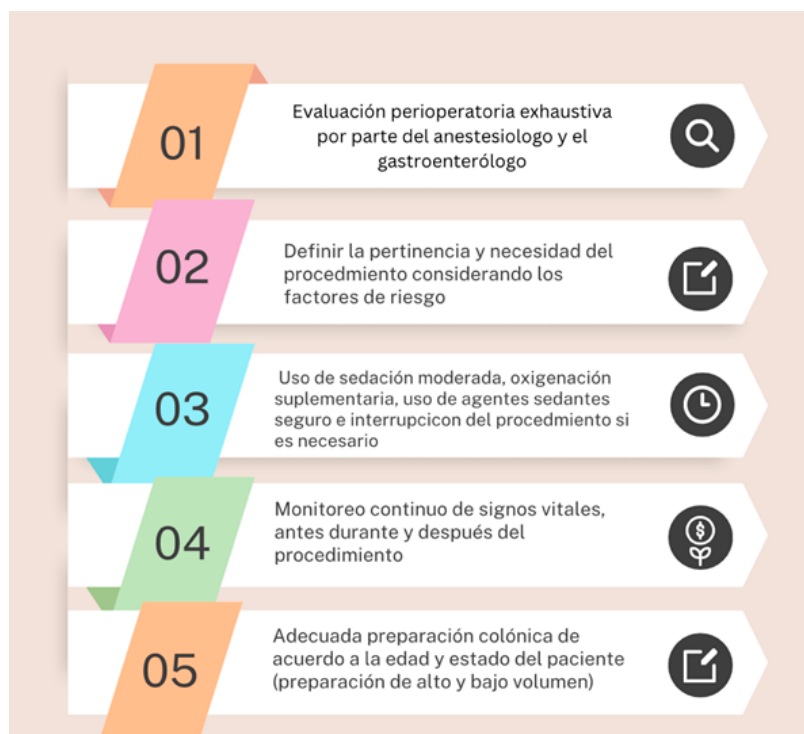 01
Evaluación perioperatoria exhaustiva
por parte del anestesiologo y el
gastroenterólogo
02
Definir la pertinencia y necesidad del
procedmiento considerando los
factores de riesgo
03
Uso de sedación moderada, oxigenación
suplementaria, uso de agentes sedantes
seguro e interrupcicon del procedmiento si
es necesario
04
Monitoreo continuo de signos vitales,
antes durante y después del
procedimiento
$
05
Adecuada preparación colónica de
acuerdo a la edad y estado del paciente
(preparación de alto y bajo volumen)